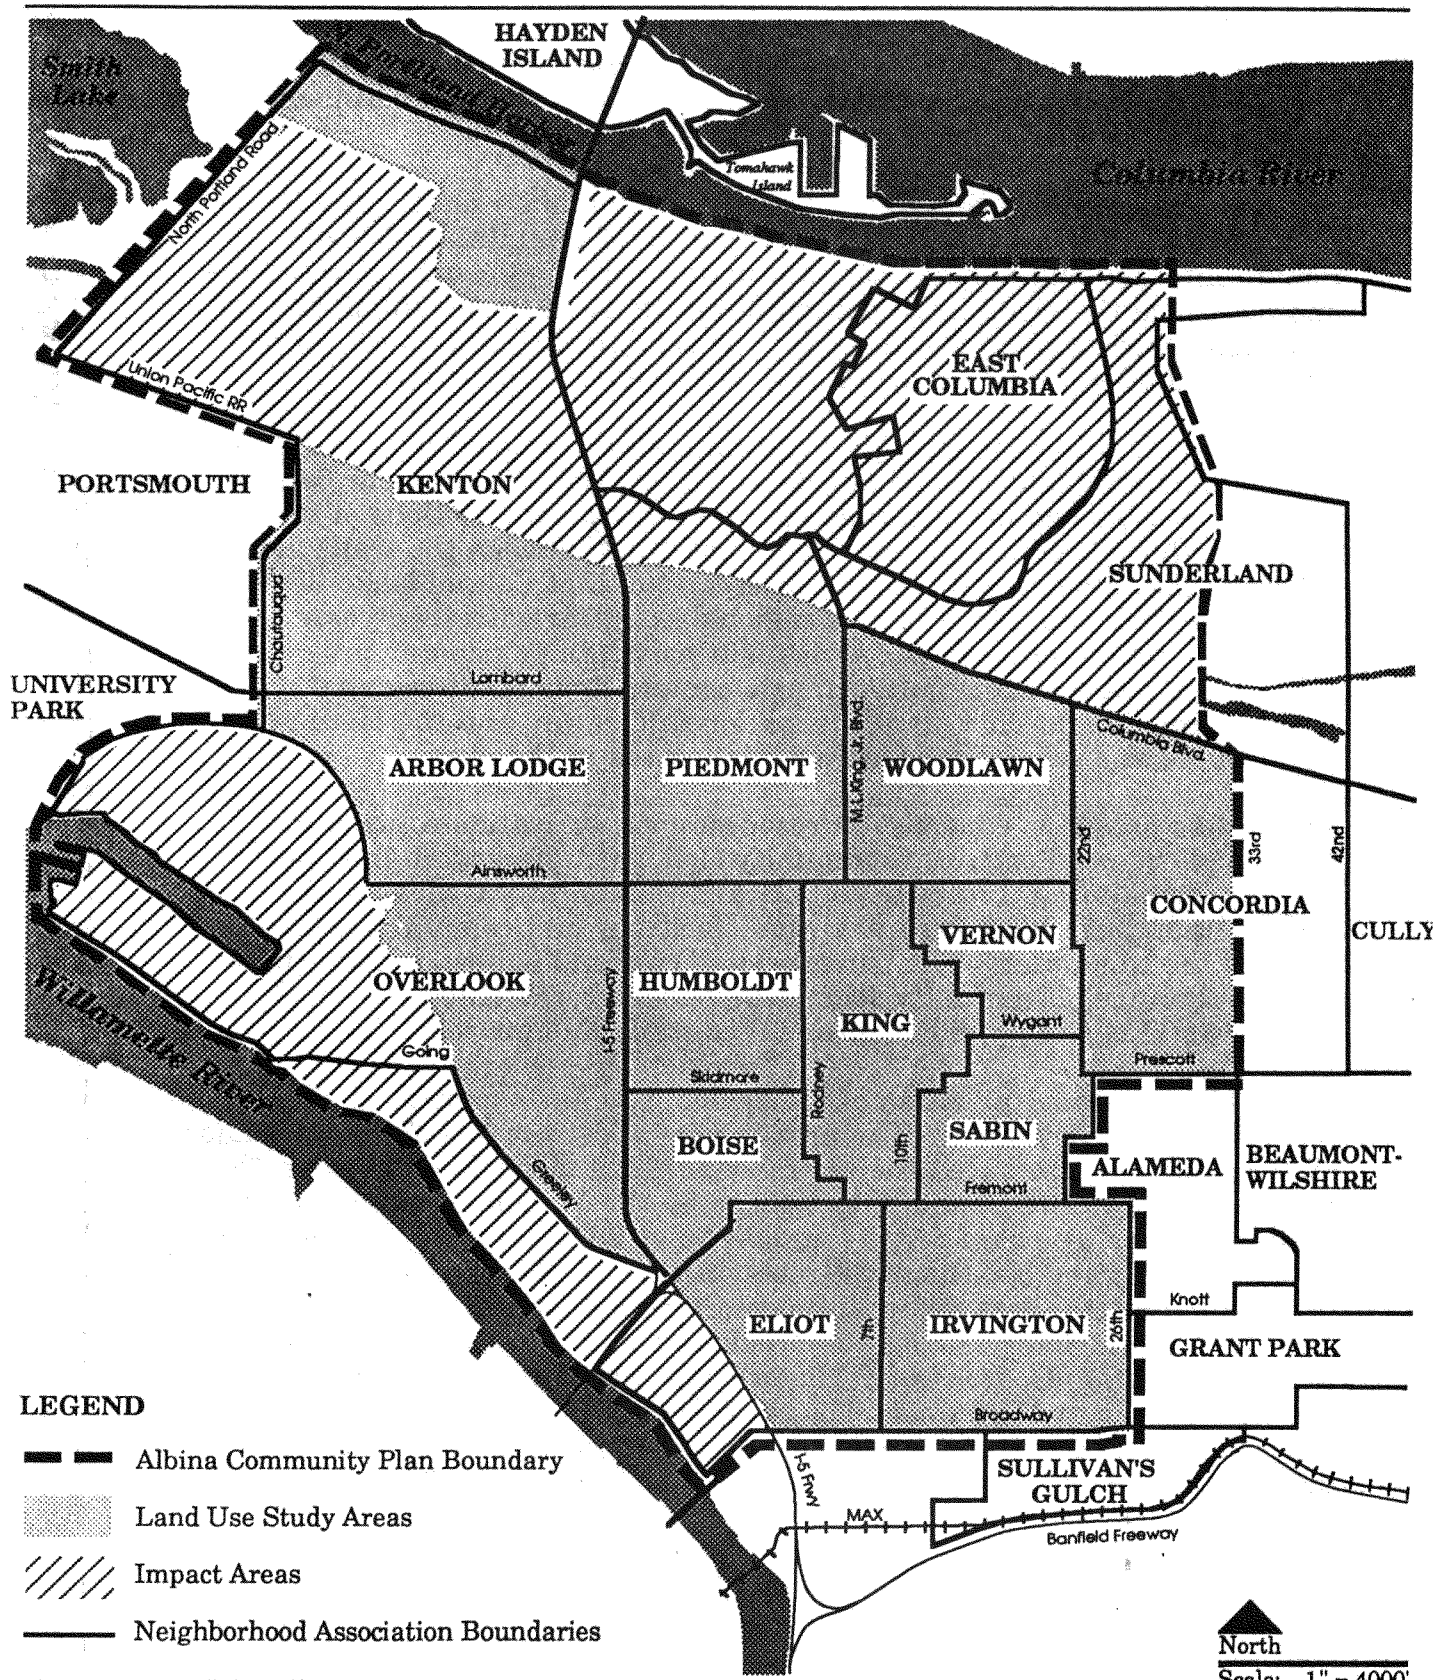 HAYDEN
ISLAND
Smith
Lake
N. Portland Harbor
Columbia River
Tomahawk
Island
North Portland Road
EAST
COLUMBIA
Union Pacific RR
PORTSMOUTH
KENTON
SUNDERLAND
Chautauqua
Lombard
UNIVERSITY
PARK
Columbia Blvd.
ARBOR LODGE
PIEDMONT
M.L.King, Jr. Blvd.
WOODLAWN
22nd
33rd
42nd
Ainsworth
CONCORDIA
VERNON
CULLY
OVERLOOK
HUMBOLDT
I-5 Freeway
KING
Wygant
Willamette River
Going
Prescott
Skidmore
Rodney
10th
SABIN
BOISE
ALAMEDA
BEAUMONT-
WILSHIRE
Greeley
Fremont
Knott
ELIOT
7th
IRVINGTON
26th
GRANT PARK
Broadway
I-5 Frwy
SULLIVAN'S
GULCH
MAX
Banfield Freeway
LEGEND
Albina Community Plan Boundary
Land Use Study Areas
Impact Areas
Neighborhood Association Boundaries
North
Scale: 1" = 4000'